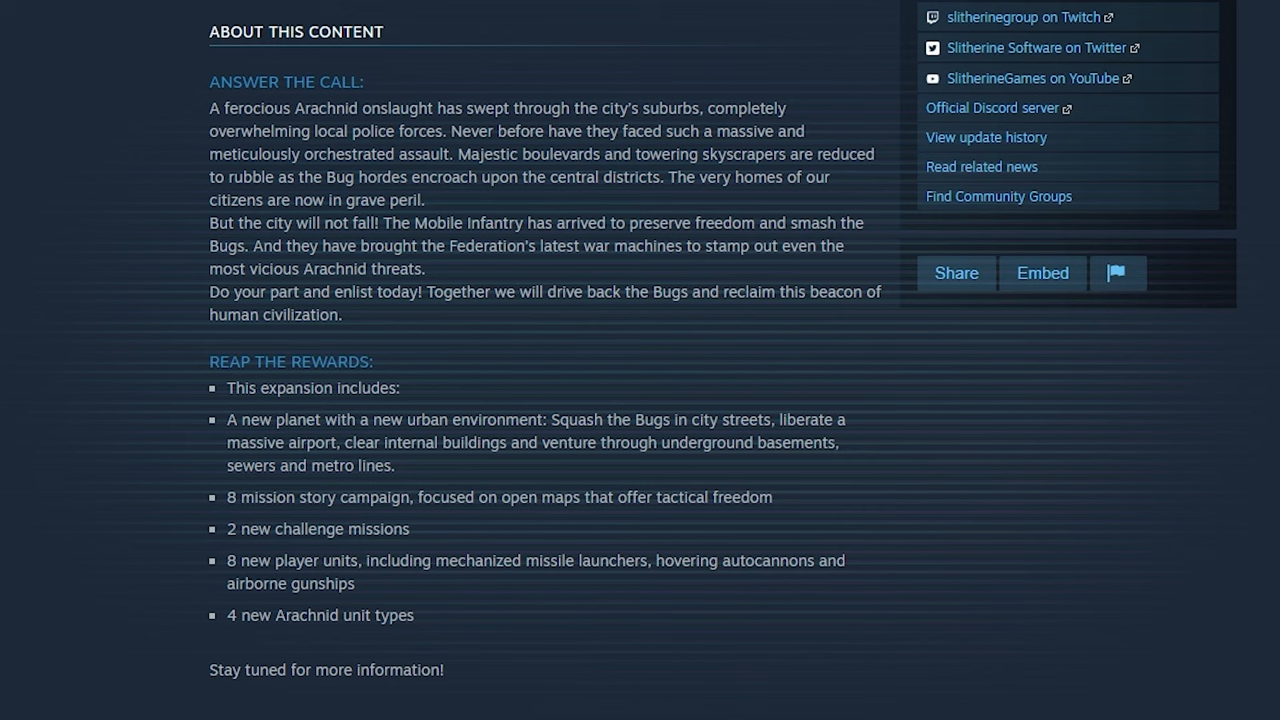 ABOUT THIS CONTENT
ANSWER THE CALL:
A ferocious Arachnid onslaught has swept through the city's suburbs, completely
overwhelming local police forces. Never before have they faced such a massive and
meticulously orchestrated assault. Majestic boulevards and towering skyscrapers are reduced
to rubble as the Bug hordes encroach upon the central districts. The very homes of our
citizens are now in grave peril.
But the city will not fall! The Mobile Infantry has arrived to preserve freedom and smash the
Bugs. And they have brought the Federation's latest war machines to stamp out even the
most vicious Arachnid threats.
Do your part and enlist today! Together we will drive back the Bugs and reclaim this beacon of
human civilization.
REAP THE REWARDS:
This expansion includes:
A new planet with a new urban environment: Squash the Bugs in city streets, liberate a
massive airport, clear internal buildings and venture through underground basements,
sewers and metro lines.
8 mission story campaign, focused on open maps that offer tactical freedom
2 new challenge missions
8 new player units, including mechanized missile launchers, hovering autocannons and
airborne gunships
4 new Arachnid unit types
Stay tuned for more information!
slitherinegroup on Twitch
Slitherine Software on Twitter
SlitherineGames on YouTube
Official Discord server
View update history
Read related news
Find Community Groups
Share
Embed